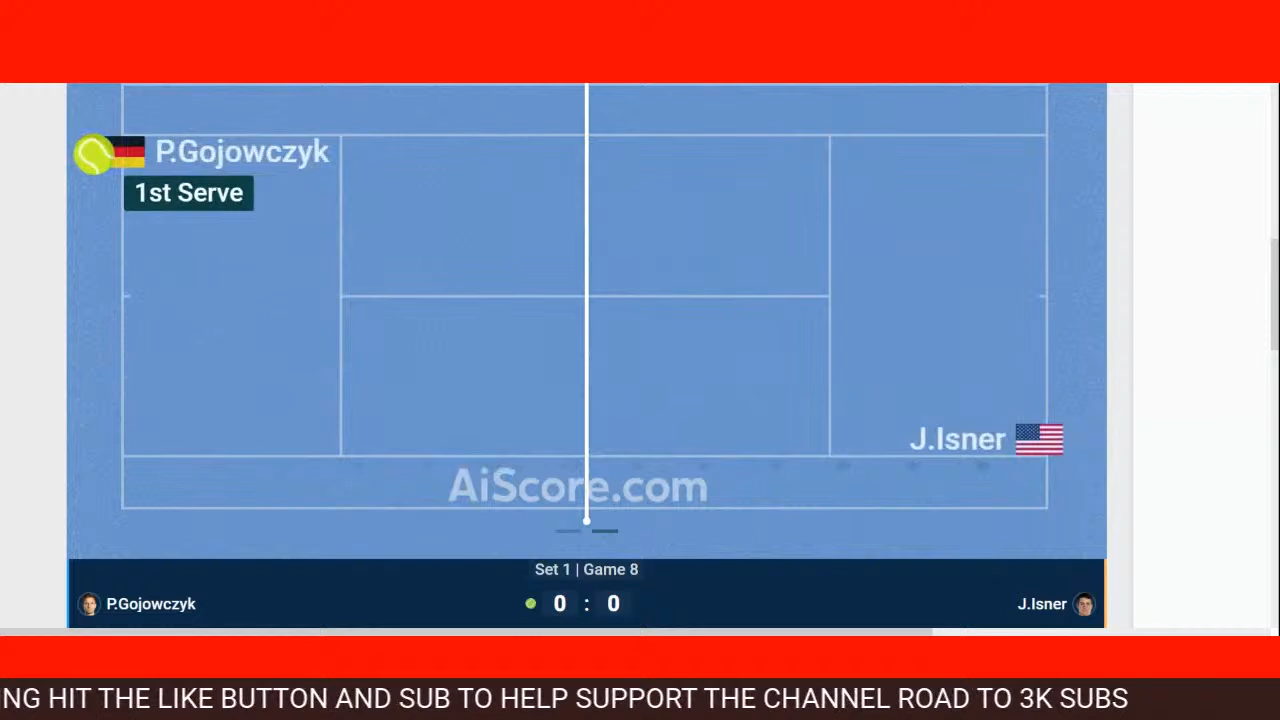 P.Gojowczyk
1st Serve
J.Isner
AiScore.com
Set 1 | Game 8
P.Gojowczyk 0 : 0 J.Isner
NG HIT THE LIKE BUTTON AND SUB TO HELP SUPPORT THE CHANNEL ROAD TO 3K SUBS